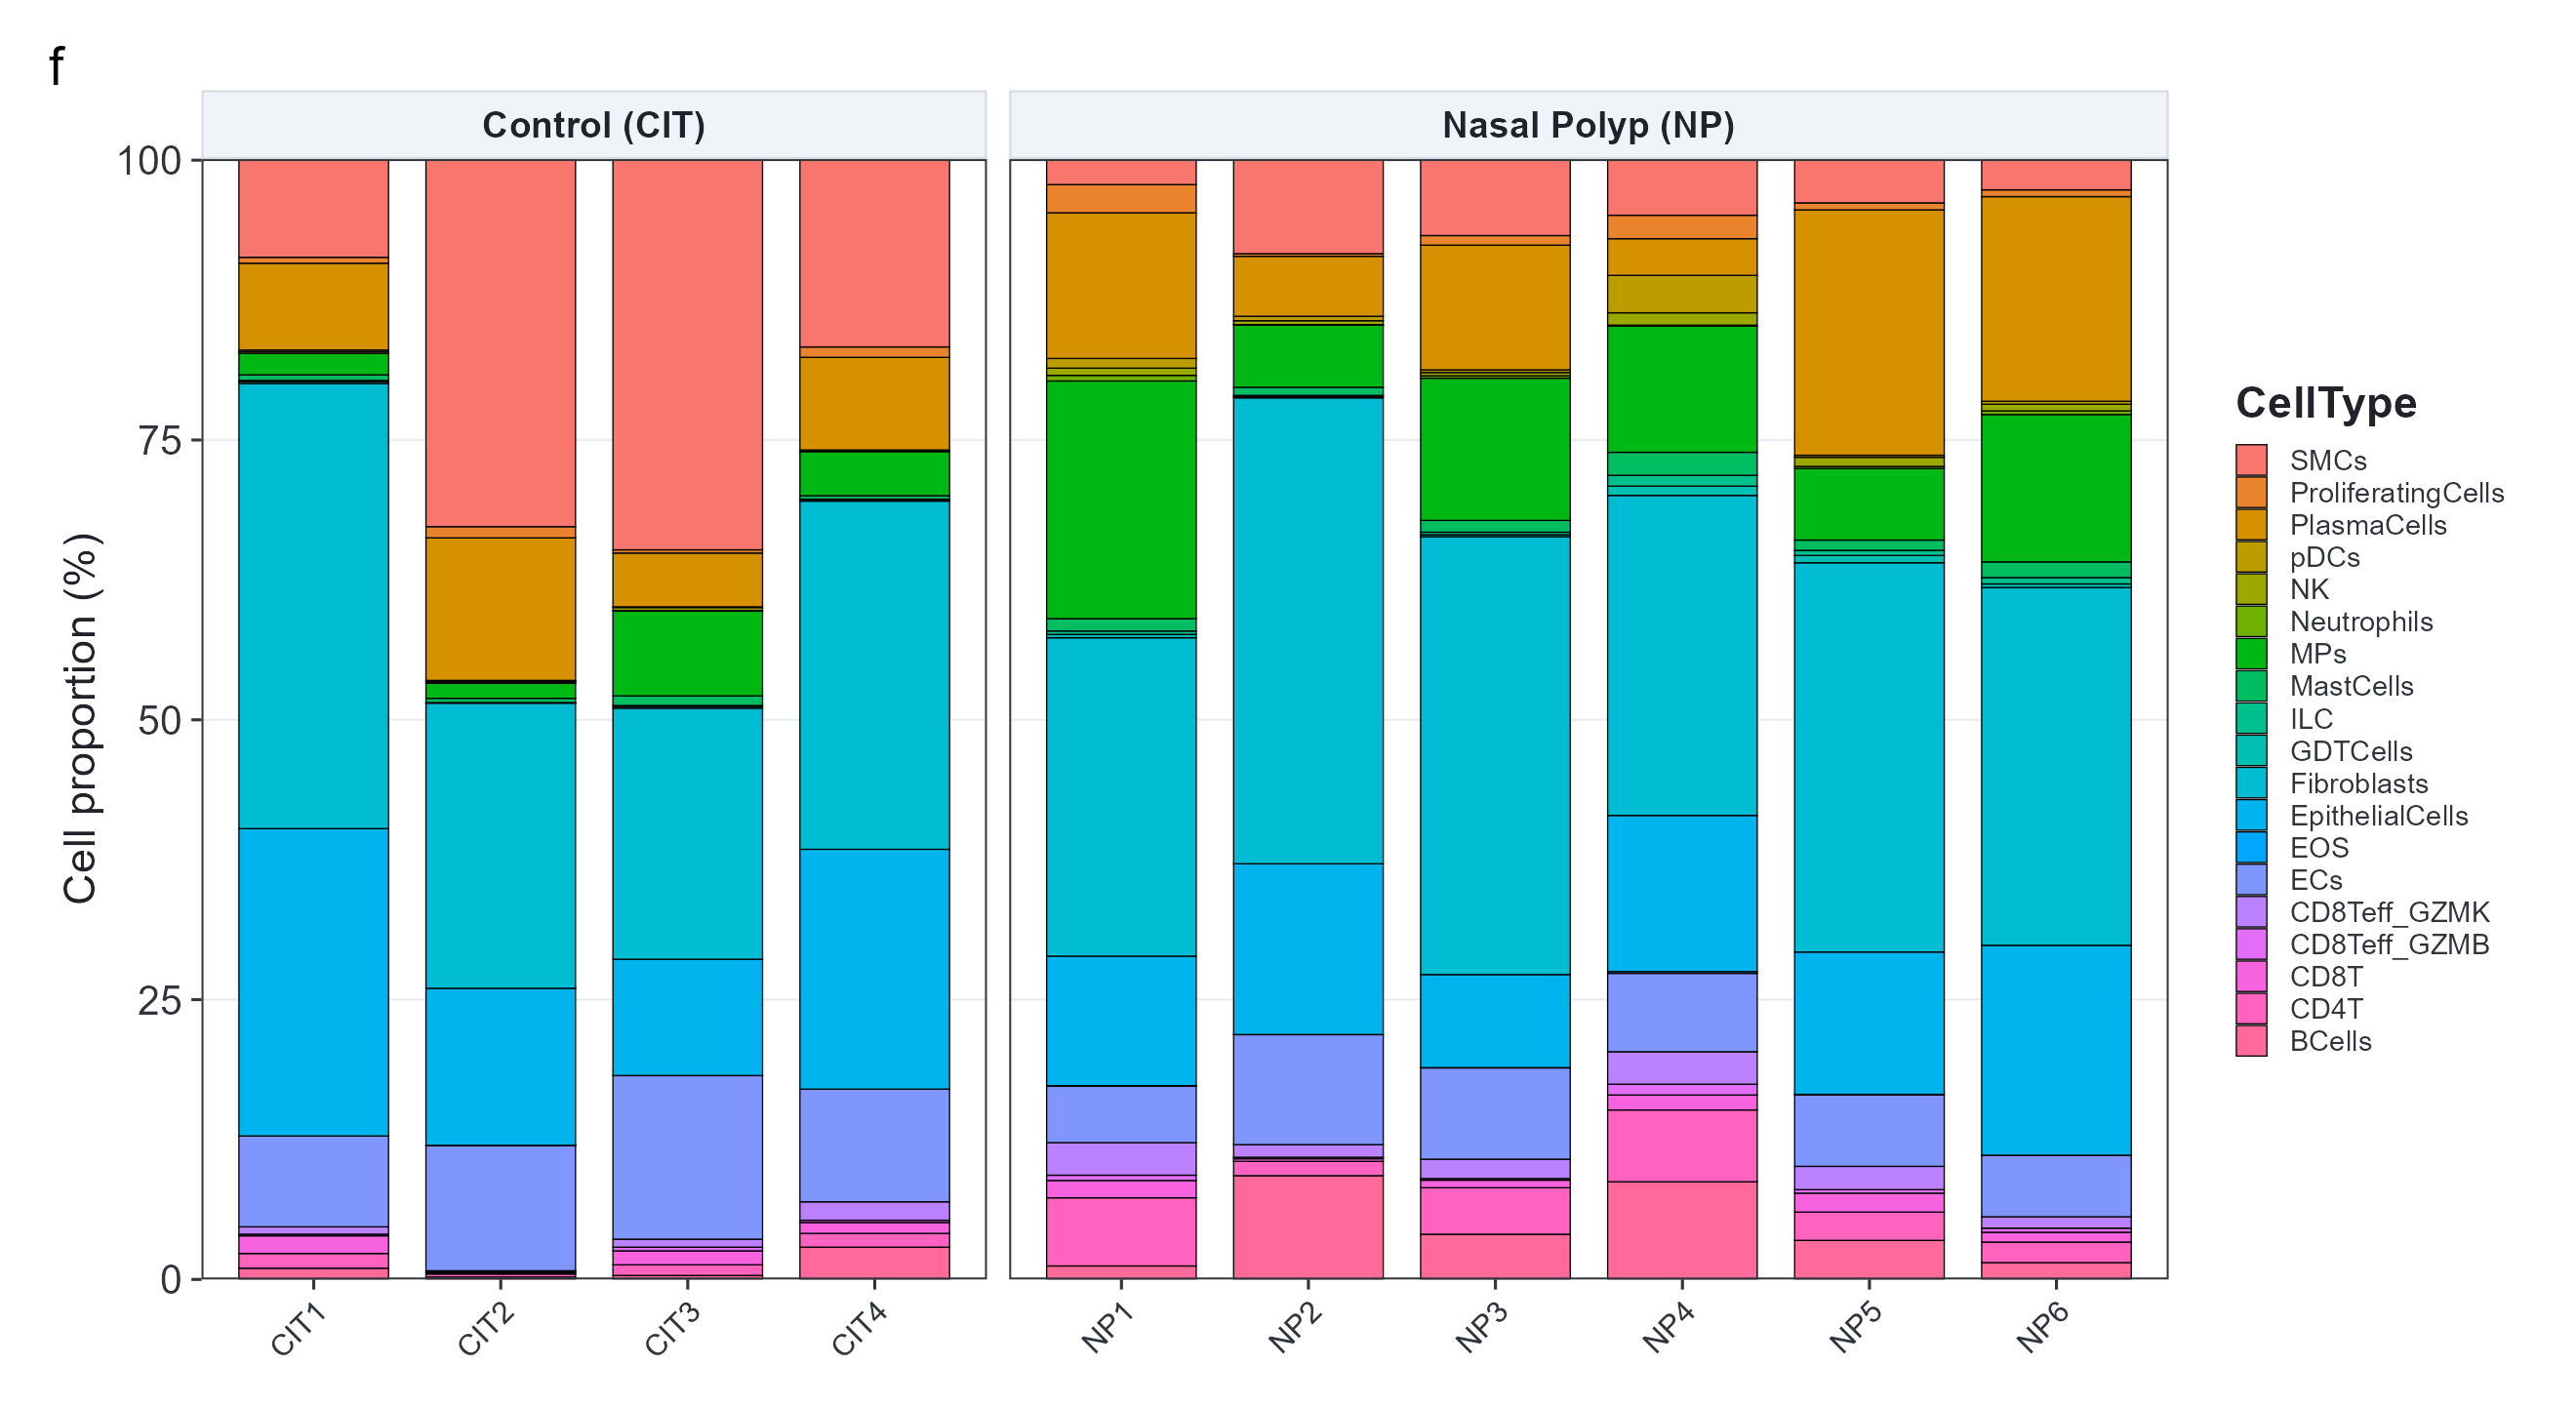 f
Control (CIT)
Nasal Polyp (NP)
100
75
50
25
0
Cell proportion (%)
CIT1
CIT2
CIT3
CIT4
NP1
NP2
NP3
NP4
NP5
NP6
CellType
SMCs
ProliferatingCells
PlasmaCells
pDCs
NK
Neutrophils
MPs
MastCells
ILC
GDTCells
Fibroblasts
EpithelialCells
EOS
ECs
CD8Teff_GZMK
CD8Teff_GZMB
CD8T
CD4T
BCells